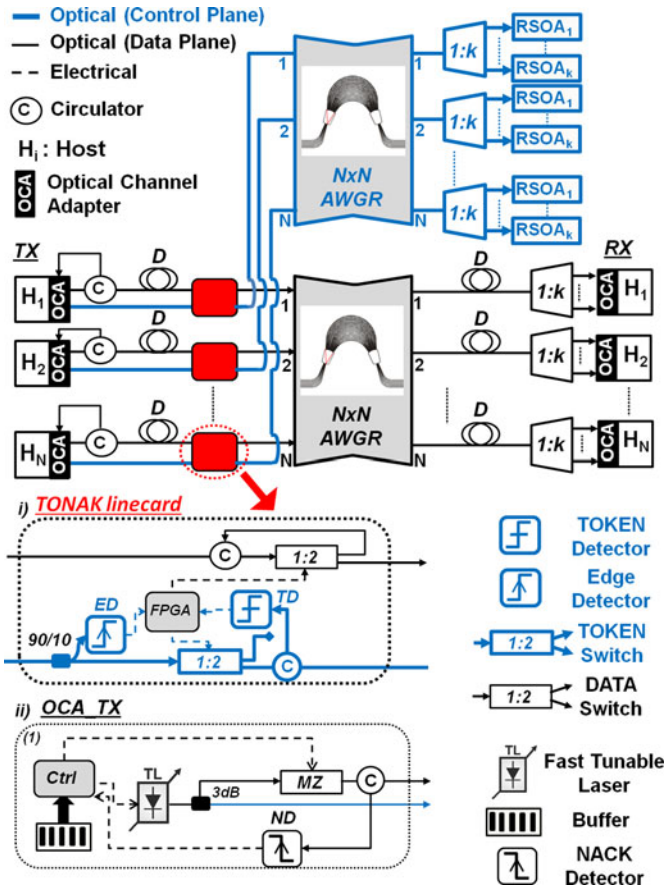 Optical (Control Plane)
Optical (Data Plane)
Electrical
C Circulator
Hi : Host
OCA Optical Channel
Adapter
1
2
N
NxN
AWGR
1
2
N
1:k
1:k
1:k
RSOA1
RSOAk
RSOA1
RSOAk
RSOA1
RSOAk
TX
RX
H1 OCA C D
H2 OCA C D
HN OCA C D
1
2
N
NxN
AWGR
1
2
N
D 1:k OCA H1
D 1:k OCA H2
D 1:k OCA HN
i) TONAK linecard
C 1:2
90/10 ED FPGA TD
1:2 C
ii) OCA_TX
(1)
Ctrl TL 3dB MZ C
ND
TOKEN
Detector
Edge
Detector
1:2 TOKEN
Switch
1:2 DATA
Switch
TL Fast Tunable
Laser
Buffer
NACK
Detector